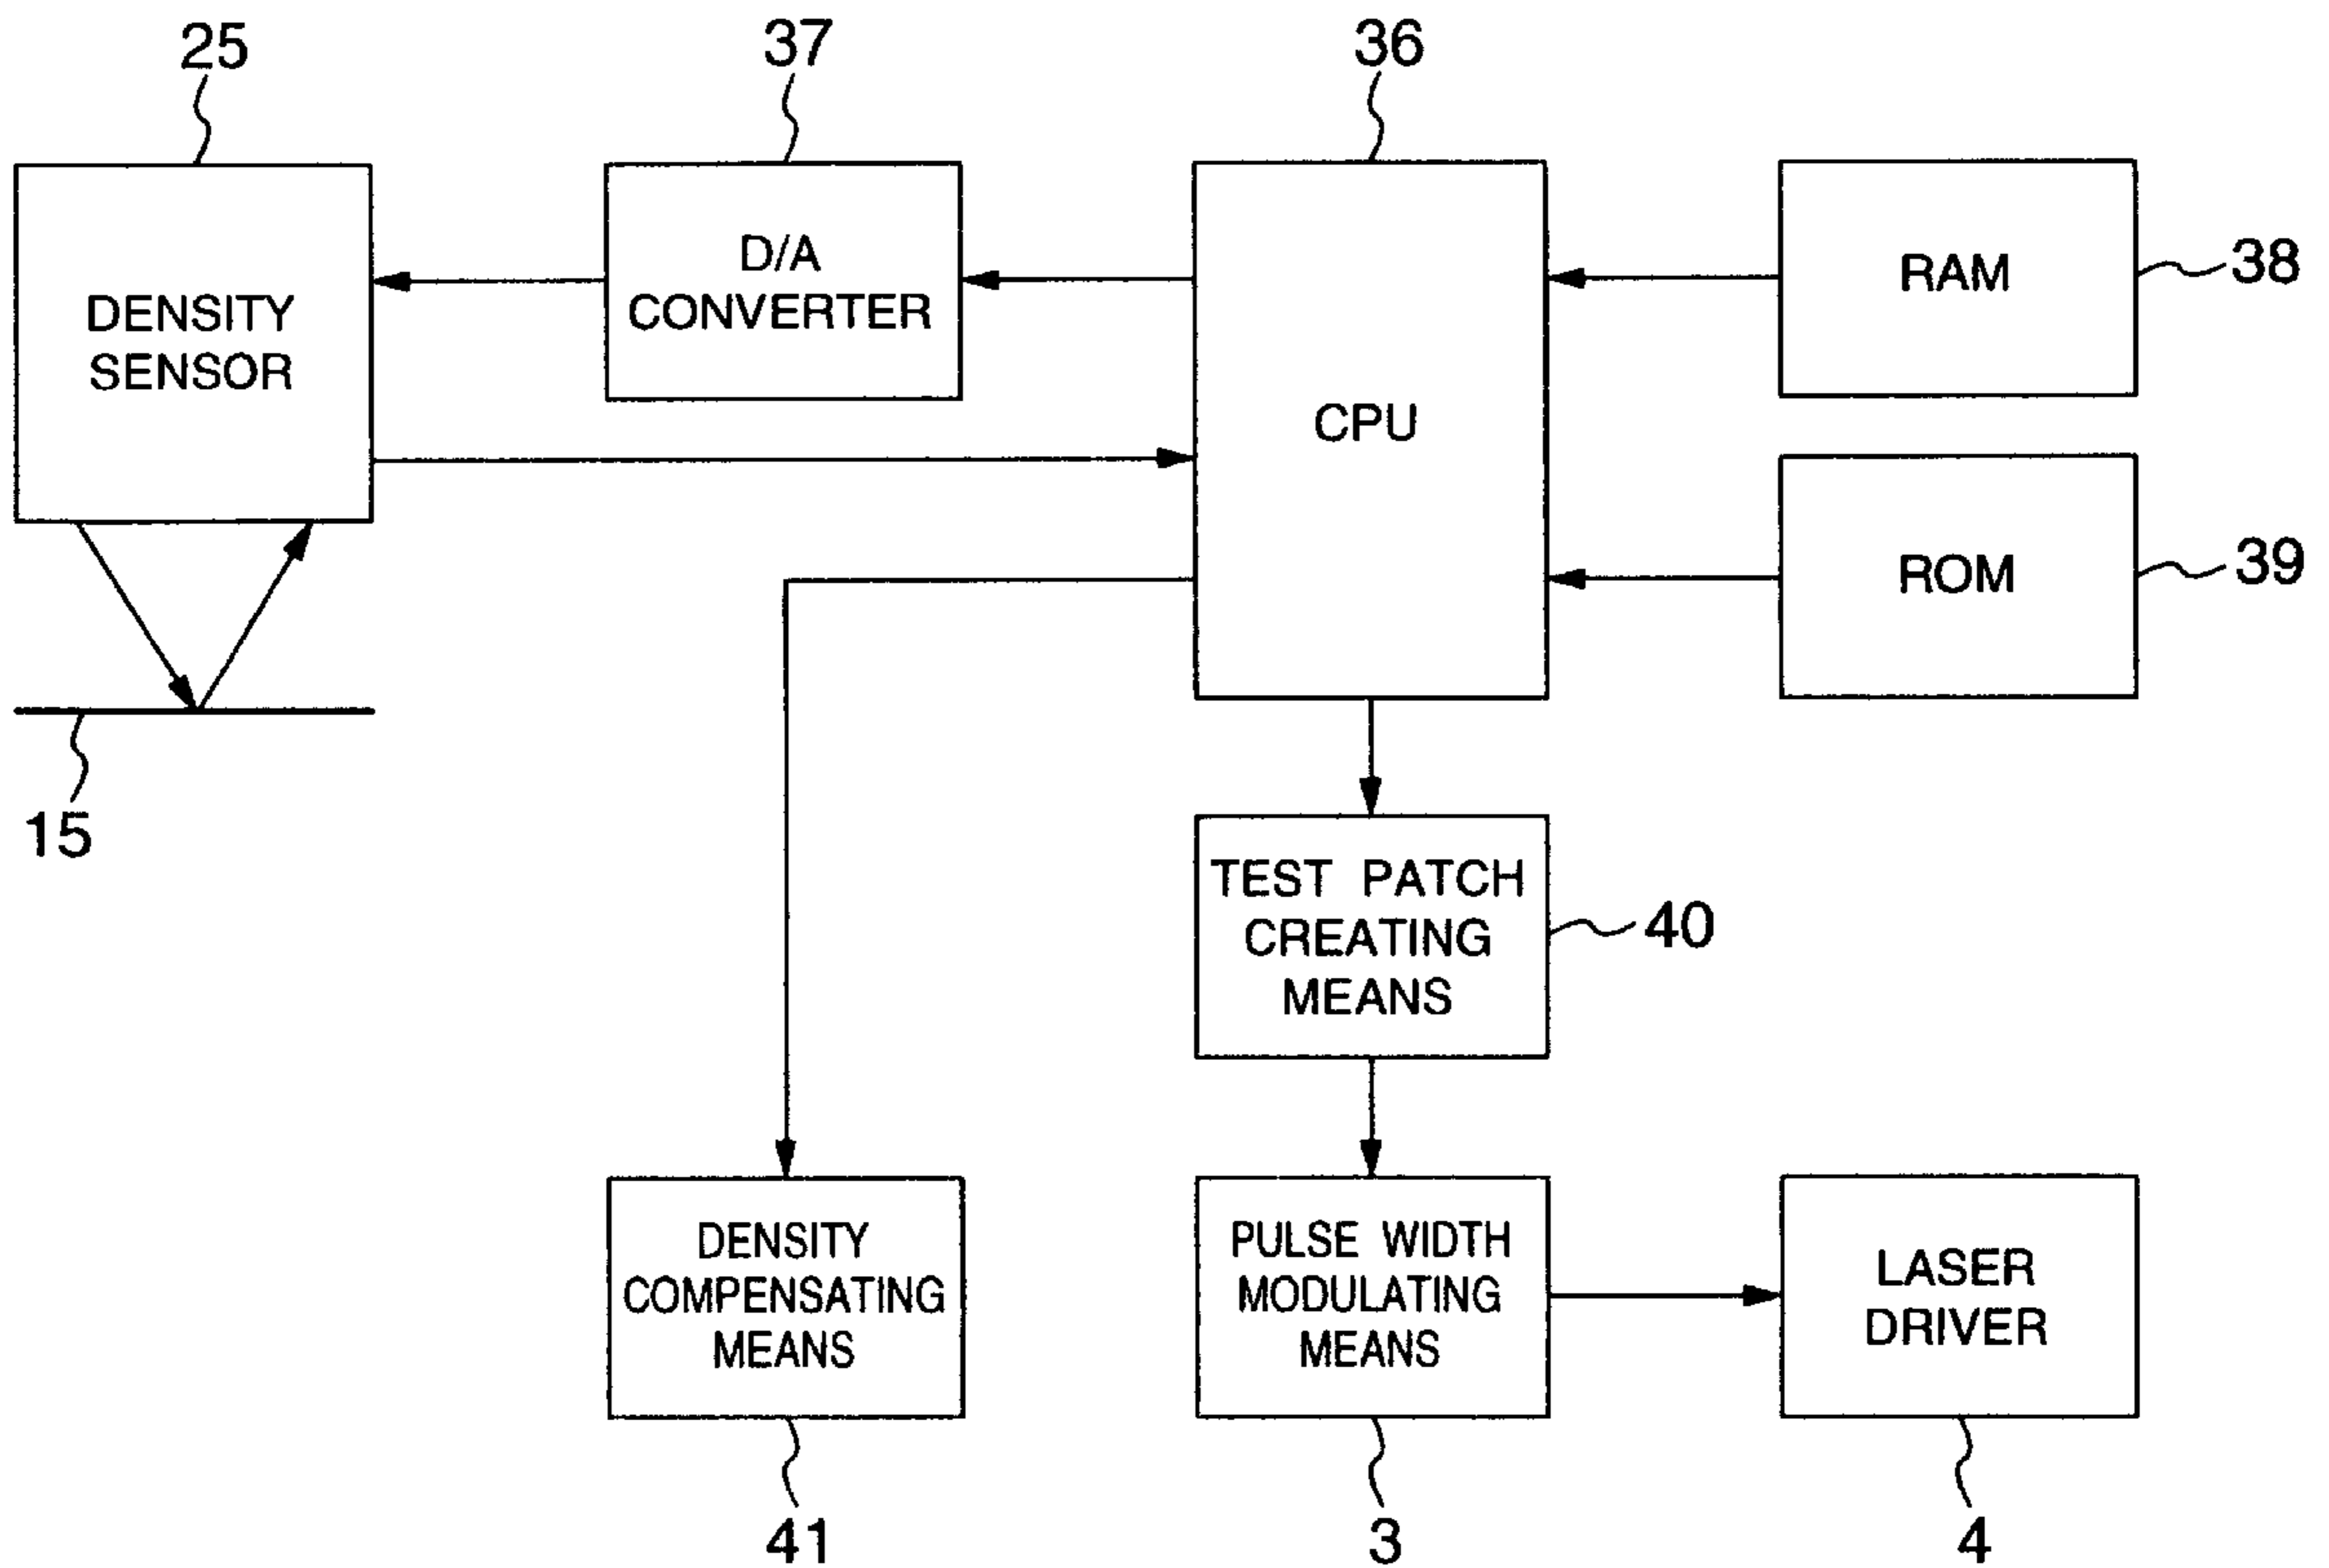 25
37
36
DENSITY
SENSOR
D/A
CONVERTER
CPU
RAM
38
ROM
39
15
TEST PATCH
CREATING
MEANS
40
DENSITY
COMPENSATING
MEANS
PULSE WIDTH
MODULATING
MEANS
LASER
DRIVER
41
3
4